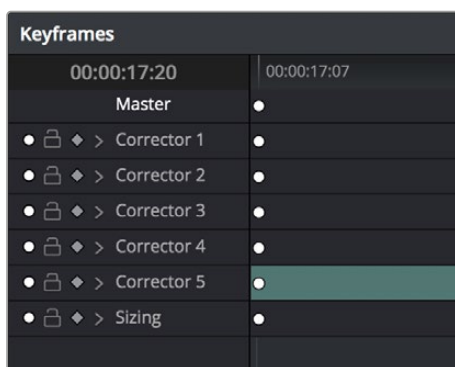 Keyframes
00:00:17:20 00:00:17:07
Master
Corrector 1
Corrector 2
Corrector 3
Corrector 4
Corrector 5
Sizing